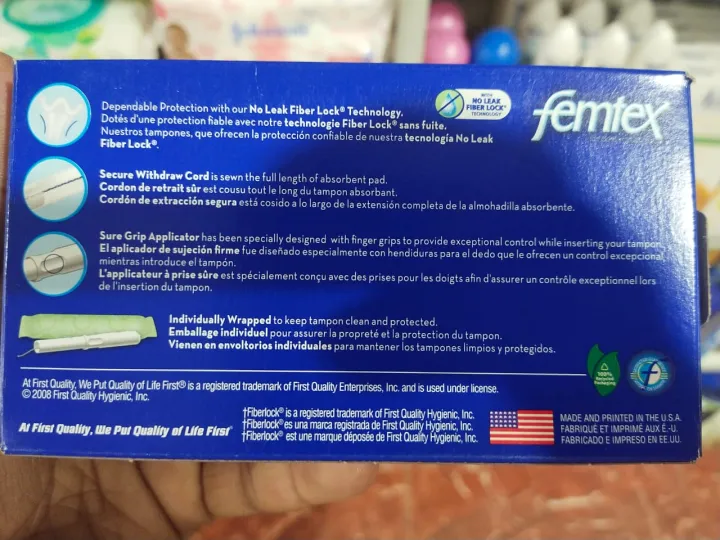 Johnson's
femtex
WITH
NO LEAK
FIBER LOCK®
TECHNOLOGY
Dependable Protection with our No Leak Fiber Lock® Technology.
Dotés d'une protection fiable avec notre technologie Fiber Lock® sans fuite.
Nuestros tampones, que ofrecen la protección confiable de nuestra tecnología No Leak
Fiber Lock®.
Secure Withdraw Cord is sewn the full length of absorbent pad.
Cordon de retrait sûr est cousu tout le long du tampon absorbant.
Cordón de extracción segura está cosido a lo largo de la extensión completa de la almohadilla absorbente.
Sure Grip Applicator has been specially designed with finger grips to provide exceptional control while inserting your tampon.
El aplicador de sujeción firme fue diseñado especialmente con hendiduras para el dedo que le ofrecen un control excepcional
mientras introduce el tampón.
L'applicateur à prise sûre est spécialement conçu avec des prises pour les doigts afin d'assurer un contrôle exceptionnel lors
de l'insertion du tampon.
Individually Wrapped to keep tampon clean and protected.
Emballage individuel pour assurer la propreté et la protection du tampon.
Vienen en envoltorios individuales para mantener los tampones limpios y protegidos.
100%
Recycled
Packaging
At First Quality, We Put Quality of Life First® is a registered trademark of First Quality Enterprises, Inc. and is used under license.
© 2008 First Quality Hygienic, Inc.
At First Quality, We Put Quality of Life First®
†Fiberlock® is a registered trademark of First Quality Hygienic, Inc.
†Fiberlock® es una marca registrada de First Quality Hygienic, Inc.
†Fiberlock® est une marque déposée de First Quality Hygienic, Inc.
MADE AND PRINTED IN THE U.S.A.
FABRIQUÉ ET IMPRIMÉ AUX É.-U.
FABRICADO E IMPRESO EN EE.UU.